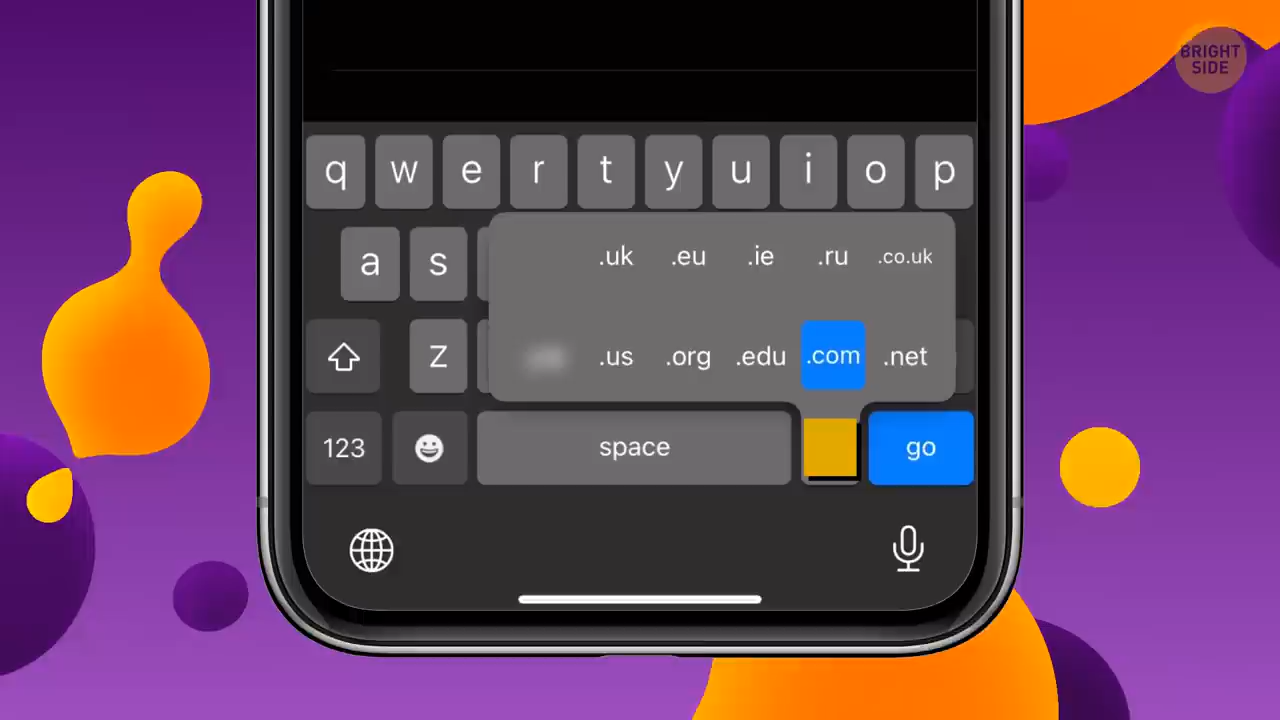 BRIGHT
SIDE
q w e r t y u i o p
a s
.uk .eu .ie .ru .co.uk
z
.us .org .edu .com .net
123 space go